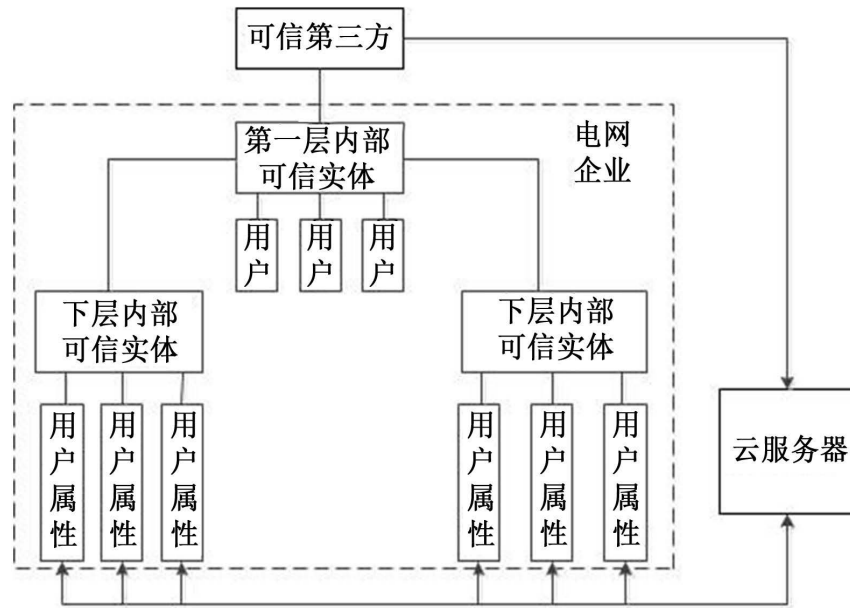 可信第三方
第一层内部
可信实体
电网
企业
用户
用户
用户
下层内部
可信实体
下层内部
可信实体
用户属性
用户属性
用户属性
用户属性
用户属性
用户属性
云服务器